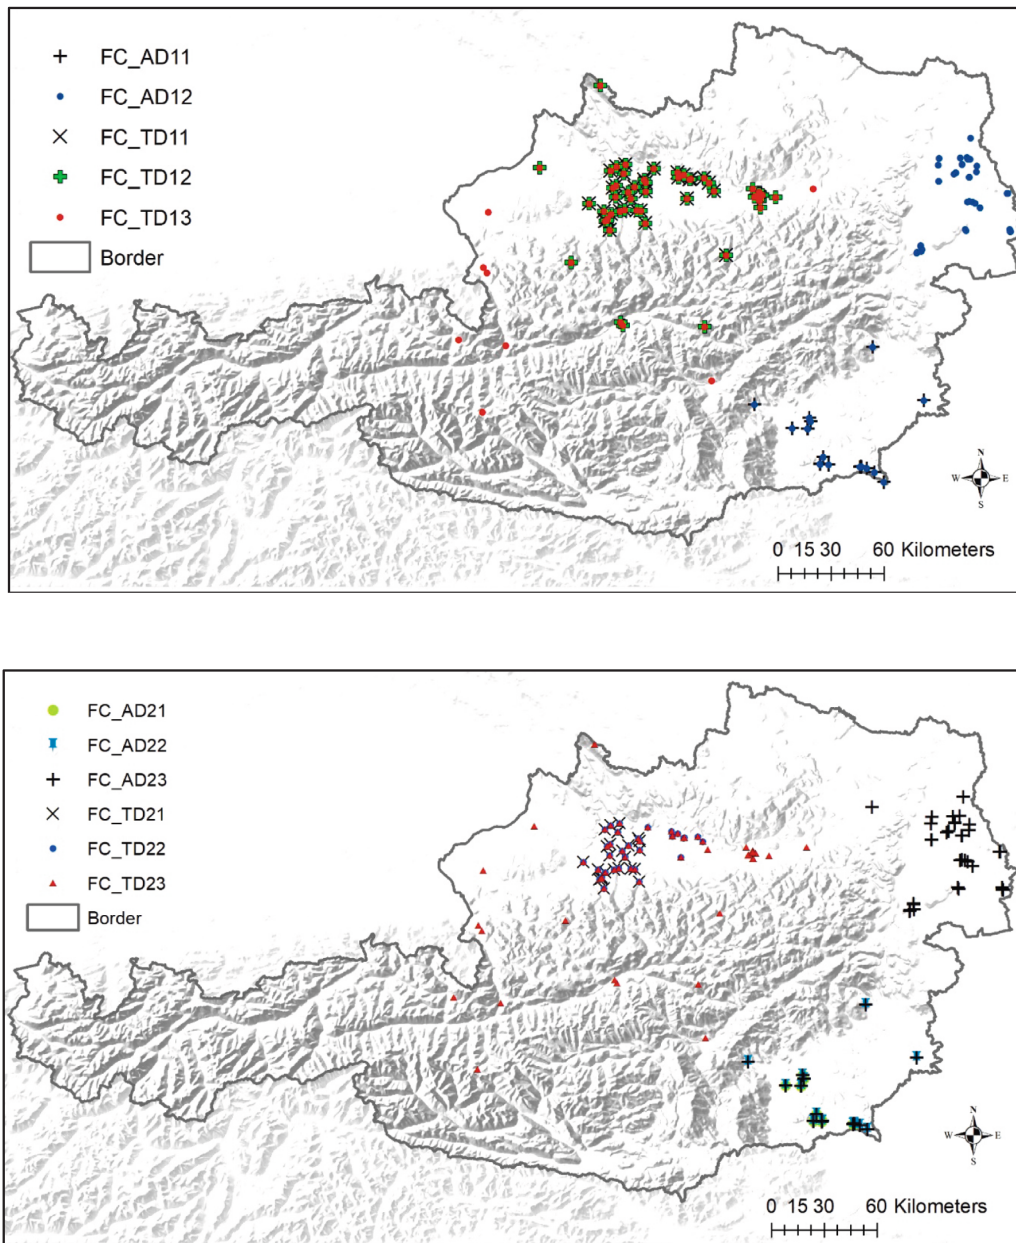 FC_AD11
FC_AD12
FC_TD11
FC_TD12
FC_TD13
Border
N
W E
S
0 15 30 60 Kilometers
FC_AD21
FC_AD22
FC_AD23
FC_TD21
FC_TD22
FC_TD23
Border
N
W E
S
0 15 30 60 Kilometers